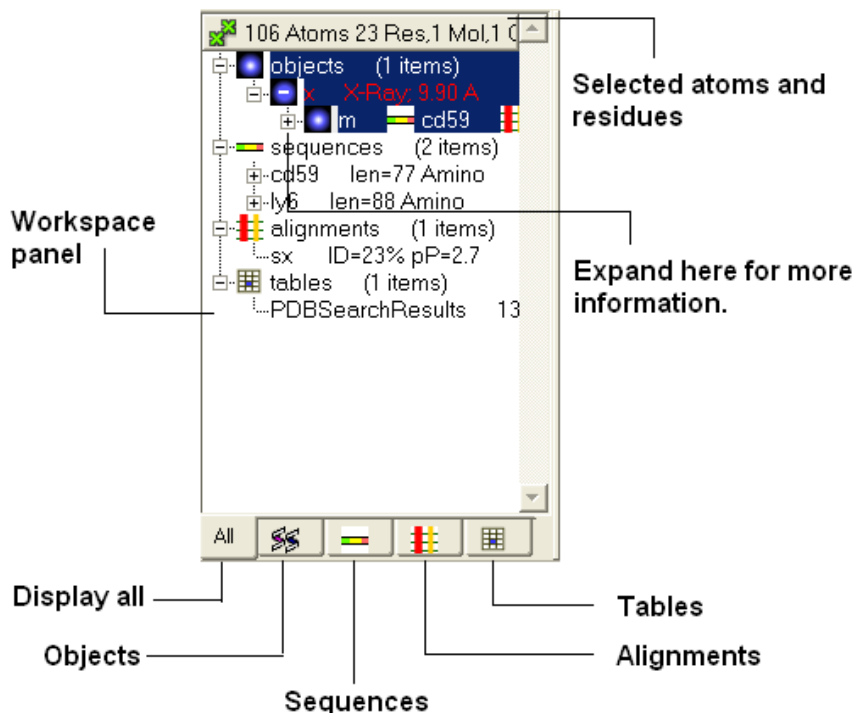 106 Atoms 23 Res,1 Mol,1
objects (1 items)
x X-Ray; 9.90 A
m cd59
sequences (2 items)
cd59 len=77 Amino
ly6 len=88 Amino
alignments (1 items)
sx ID=23% pP=2.7
tables (1 items)
PDBSearchResults 13
Selected atoms and
residues
Workspace
panel
Expand here for more
information.
All
Display all
Objects
Sequences
Alignments
Tables